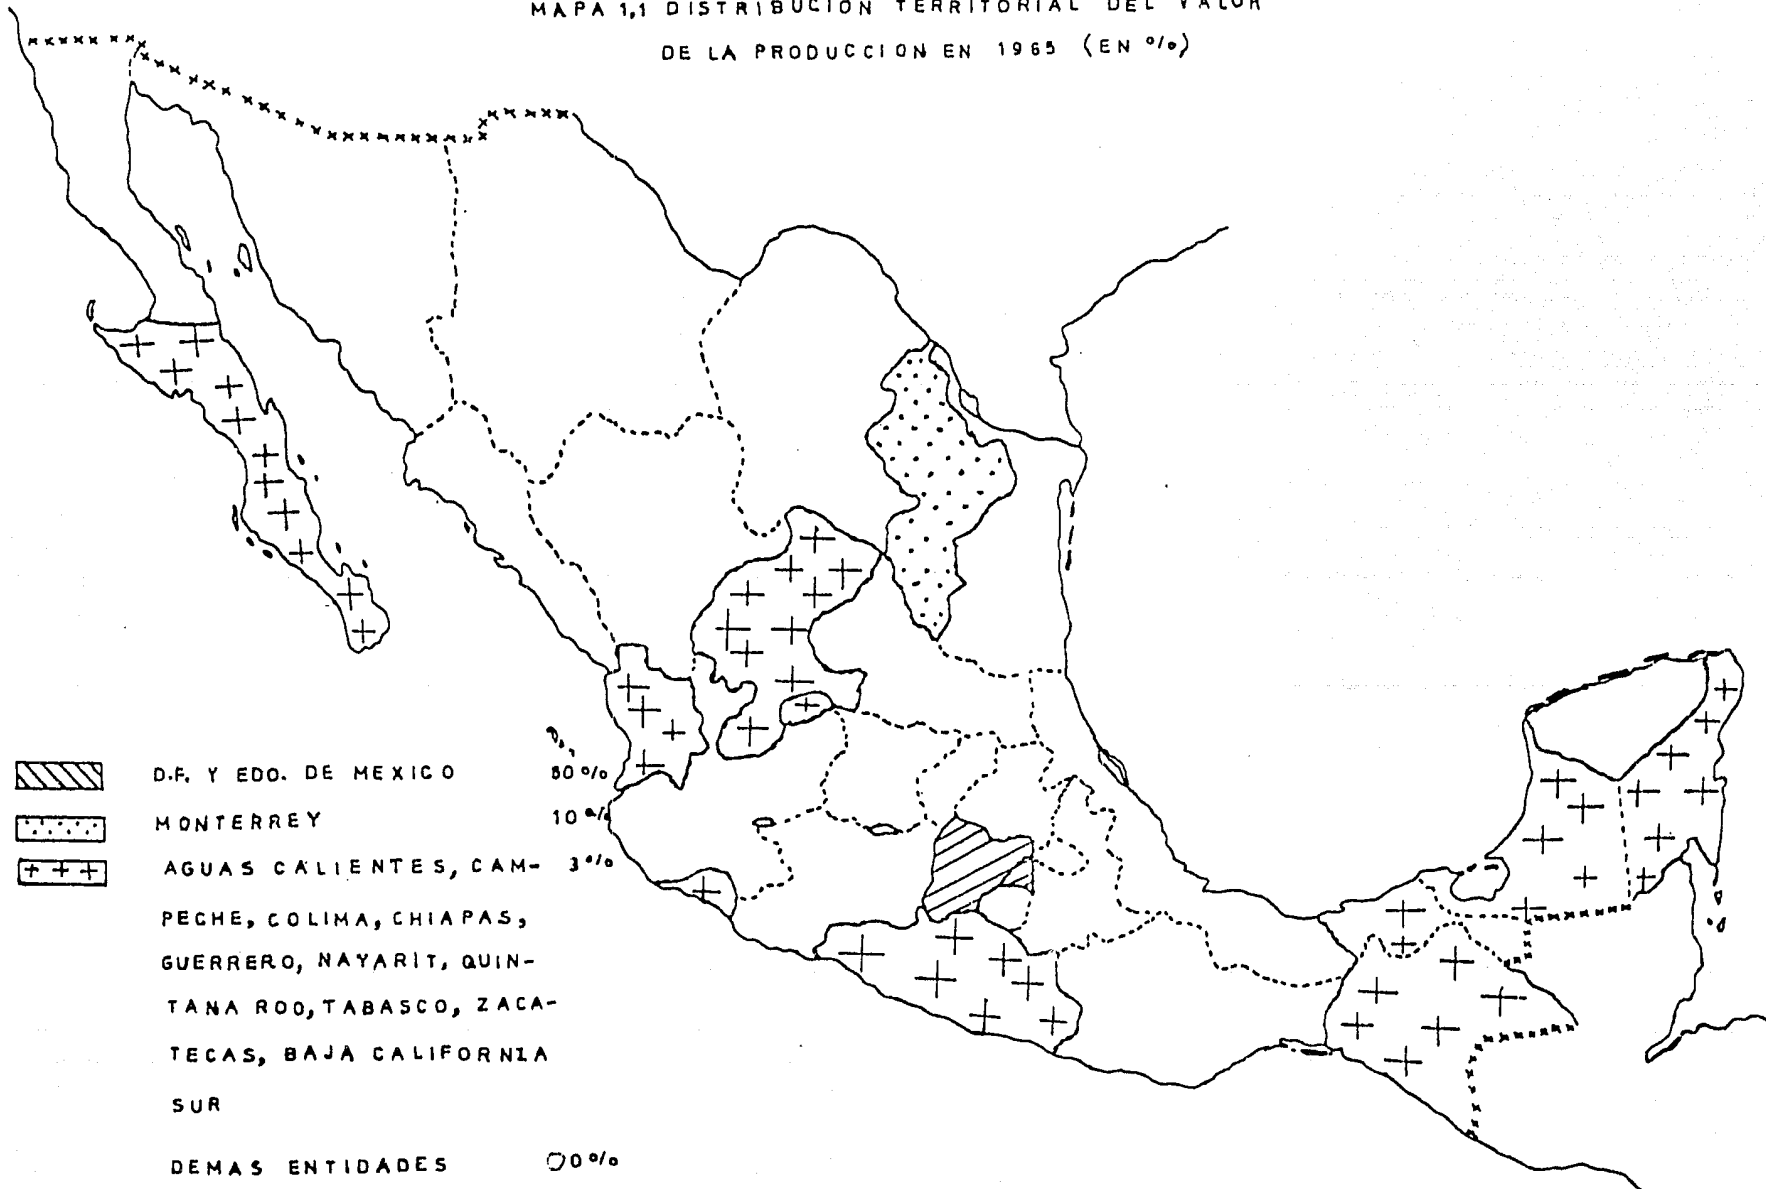 MAPA 1,1 DISTRIBUCION TERRITORIAL DEL VALOR
DE LA PRODUCCION EN 1965 (EN %)
D.F. Y EDO. DE MEXICO 50%
MONTERREY 10%
AGUAS CALIENTES, CAM- 3%
PECHE, COLIMA, CHIAPAS,
GUERRERO, NAYARIT, QUIN-
TANA ROO, TABASCO, ZACA-
TECAS, BAJA CALIFORNIA
SUR
DEMAS ENTIDADES